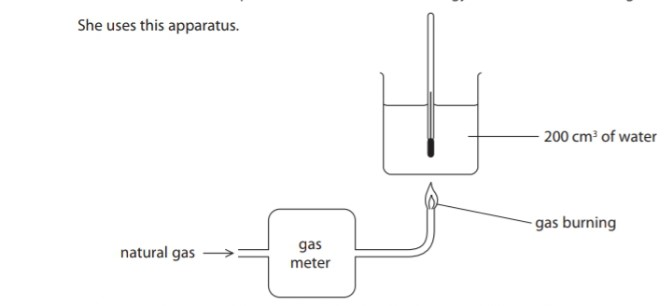 She uses this apparatus.
200 cm³ of water
gas burning
natural gas
gas
meter